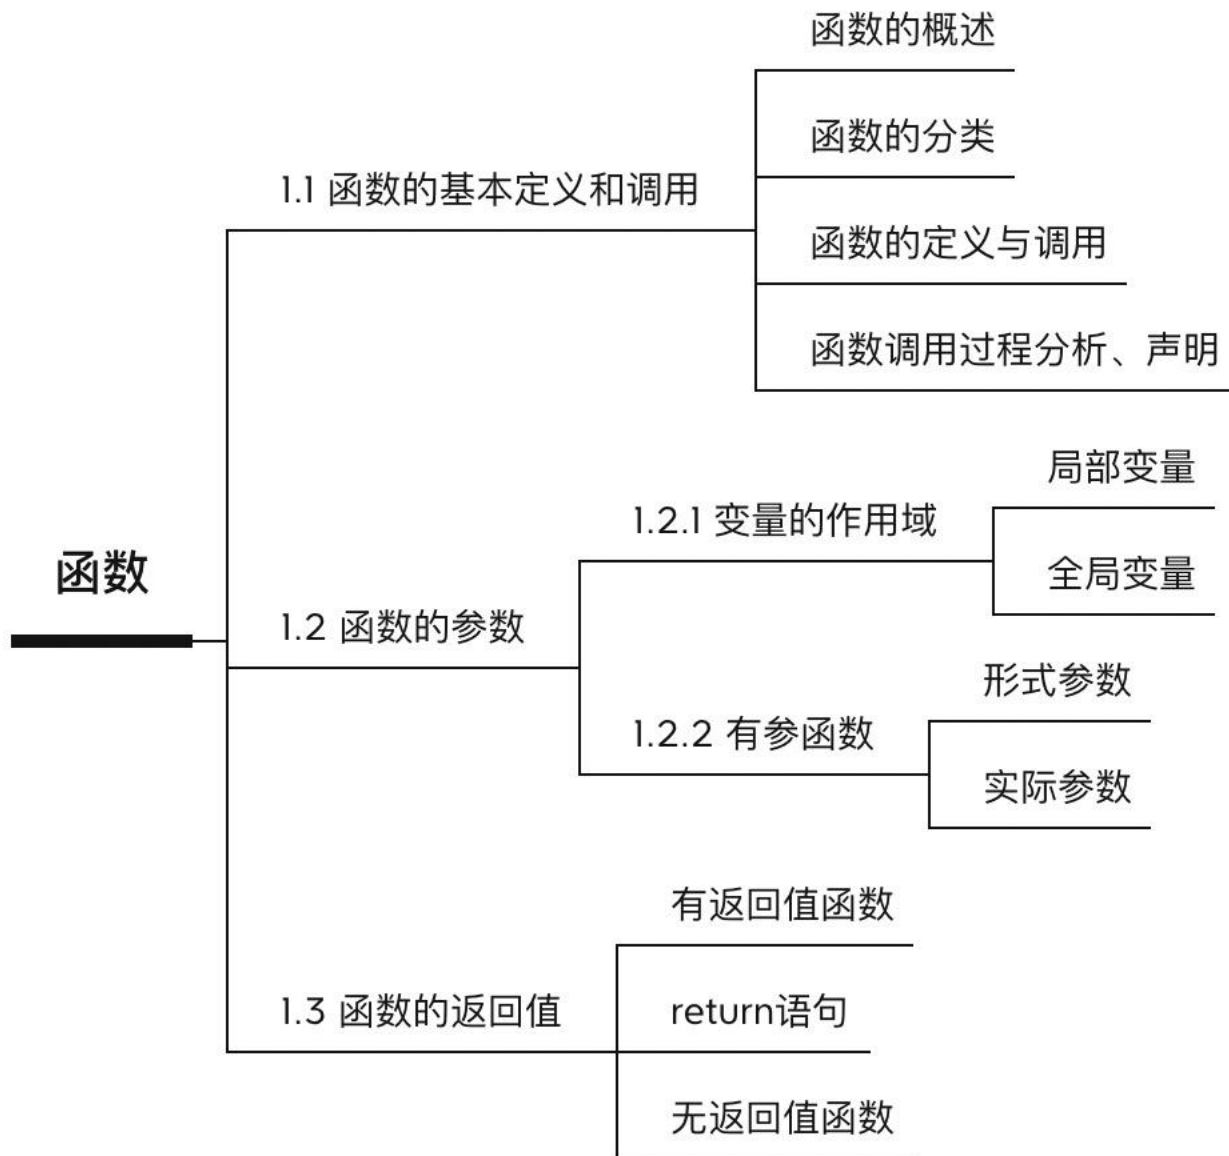 函数
1.1 函数的基本定义和调用
函数的概述
函数的分类
函数的定义与调用
函数调用过程分析、声明
1.2 函数的参数
1.2.1 变量的作用域
局部变量
全局变量
1.2.2 有参函数
形式参数
实际参数
1.3 函数的返回值
有返回值函数
return语句
无返回值函数